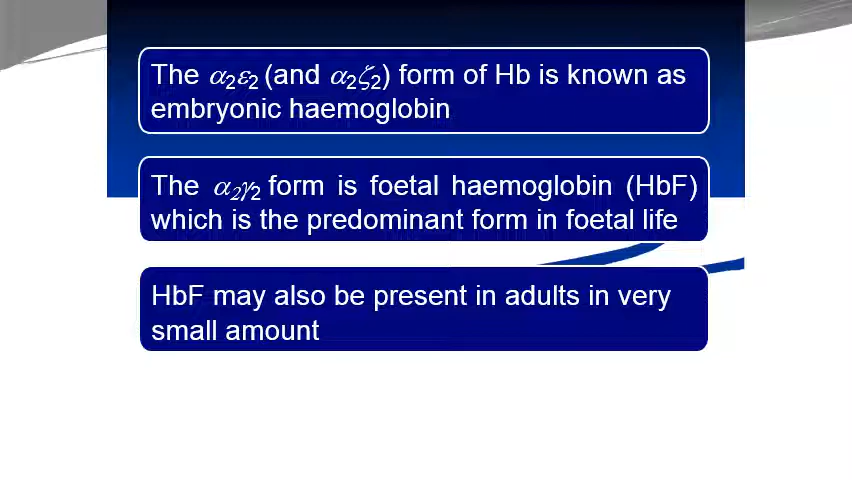 The α₂ε₂ (and α₂ζ₂) form of Hb is known as
embryonic haemoglobin
The α₂γ₂ form is foetal haemoglobin (HbF)
which is the predominant form in foetal life
HbF may also be present in adults in very
small amount